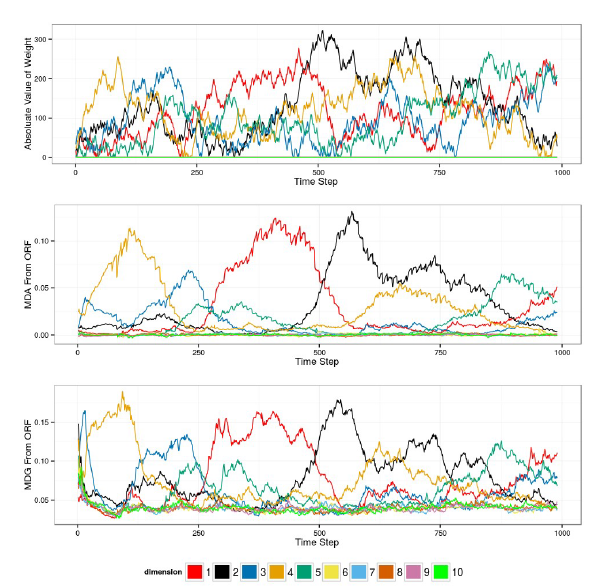 Absoluate Value of Weight
300
200
100
0
0 250 500 750 1000
Time Step
MDA From ORF
0.10
0.05
0.00
0 250 500 750 1000
Time Step
MDG From ORF
0.15
0.10
0.05
0 250 500 750 1000
Time Step
dimension 1 2 3 4 5 6 7 8 9 10